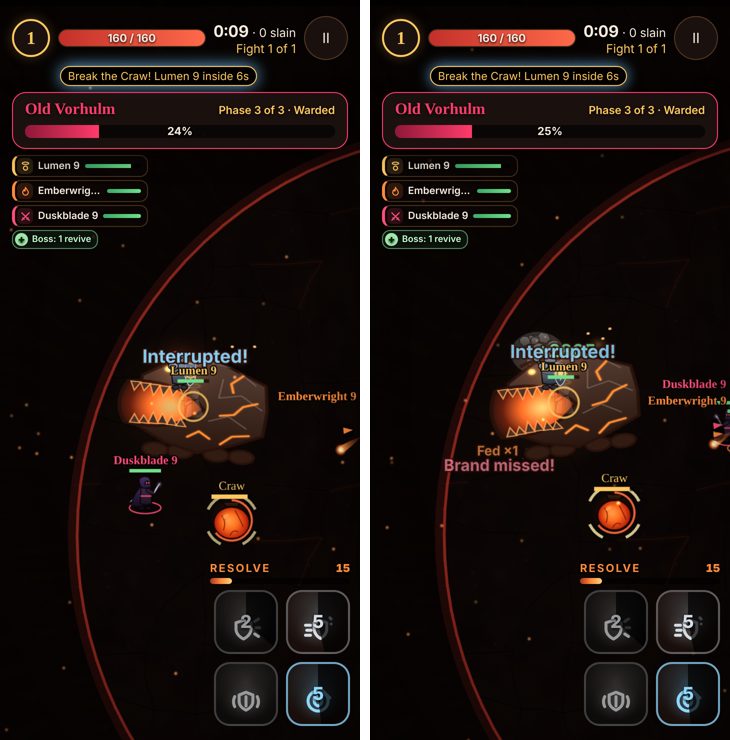 1
160 / 160
0:09 · 0 slain
Fight 1 of 1
Break the Craw! Lumen 9 inside 6s
Old Vorhulm
Phase 3 of 3 · Warded
24%
Lumen 9
Emberwrig...
Duskblade 9
Boss: 1 revive
Interrupted!
Lumen 9
Emberwright 9
Duskblade 9
Craw
RESOLVE 15
2
5
5
1
160 / 160
0:09 · 0 slain
Fight 1 of 1
Break the Craw! Lumen 9 inside 6s
Old Vorhulm
Phase 3 of 3 · Warded
25%
Lumen 9
Emberwrig...
Duskblade 9
Boss: 1 revive
Interrupted!
Lumen 9
Duskblade 9
Emberwright 9
Fed ×1
Brand missed!
Craw
RESOLVE 15
2
5
5